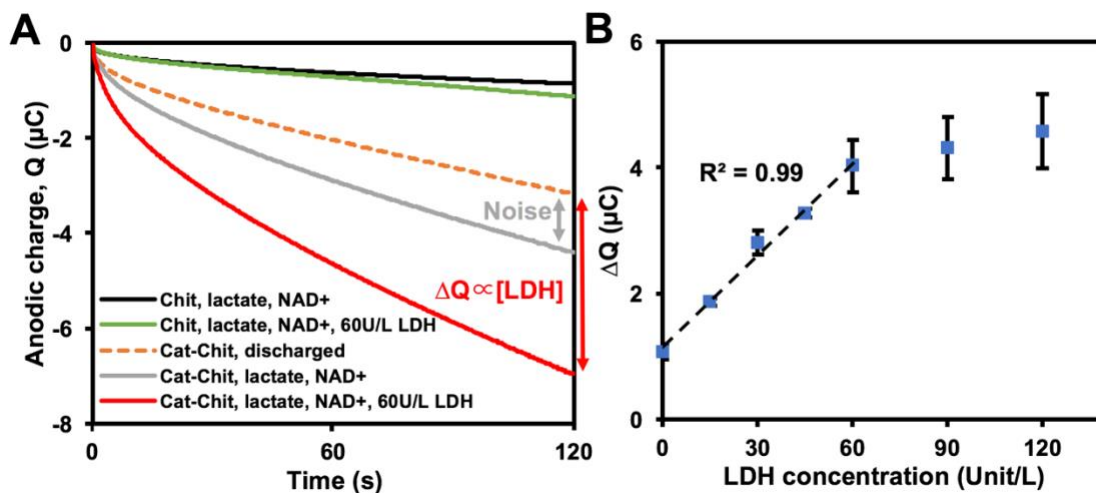 A
Anodic charge, Q (µC)
0
-2
-4
-6
-8
Noise
ΔQ∝[LDH]
Chit, lactate, NAD+
Chit, lactate, NAD+, 60U/L LDH
Cat-Chit, discharged
Cat-Chit, lactate, NAD+
Cat-Chit, lactate, NAD+, 60U/L LDH
0
60
120
Time (s)
B
ΔQ (µC)
6
4
2
0
R² = 0.99
0
30
60
90
120
LDH concentration (Unit/L)